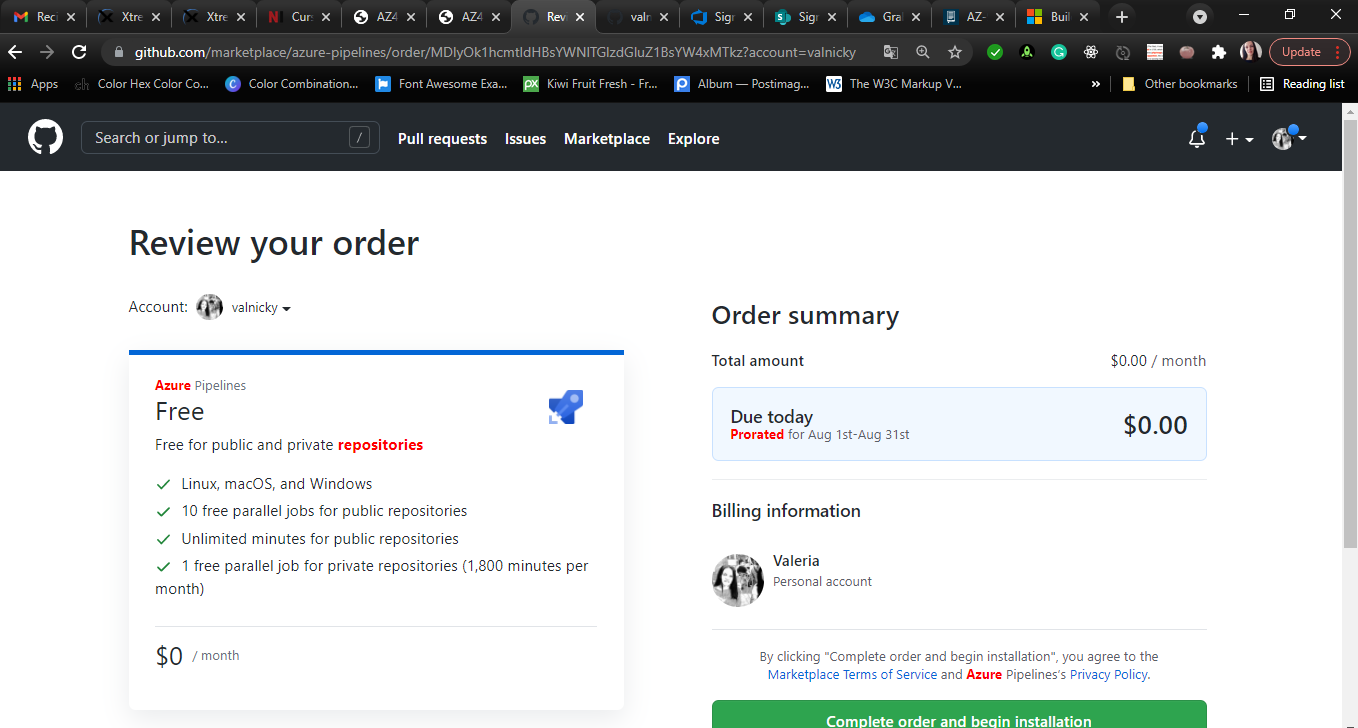 Reci
Xtre
Xtre
Curs
AZ4
AZ4
Rev
valn
Sign
Sign
Gral
AZ-
Buil
github.com/marketplace/azure-pipelines/order/MDIyOk1hcmtldHBsYWNlTGlzdGluZ1BsYW4xMTkz?account=valnicky
Update
Apps
Color Hex Color Co...
Color Combination...
Font Awesome Exa...
Kiwi Fruit Fresh - Fr...
Album — Postimag...
The W3C Markup V...
»
Other bookmarks
Reading list
Search or jump to...
/
Pull requests
Issues
Marketplace
Explore
Review your order
Account: valnicky
Azure Pipelines
Free
Free for public and private repositories
Linux, macOS, and Windows
10 free parallel jobs for public repositories
Unlimited minutes for public repositories
1 free parallel job for private repositories (1,800 minutes per
month)
$0 / month
Order summary
Total amount $0.00 / month
Due today
Prorated for Aug 1st-Aug 31st
$0.00
Billing information
Valeria
Personal account
By clicking "Complete order and begin installation", you agree to the
Marketplace Terms of Service and Azure Pipelines's Privacy Policy.
Complete order and begin installation